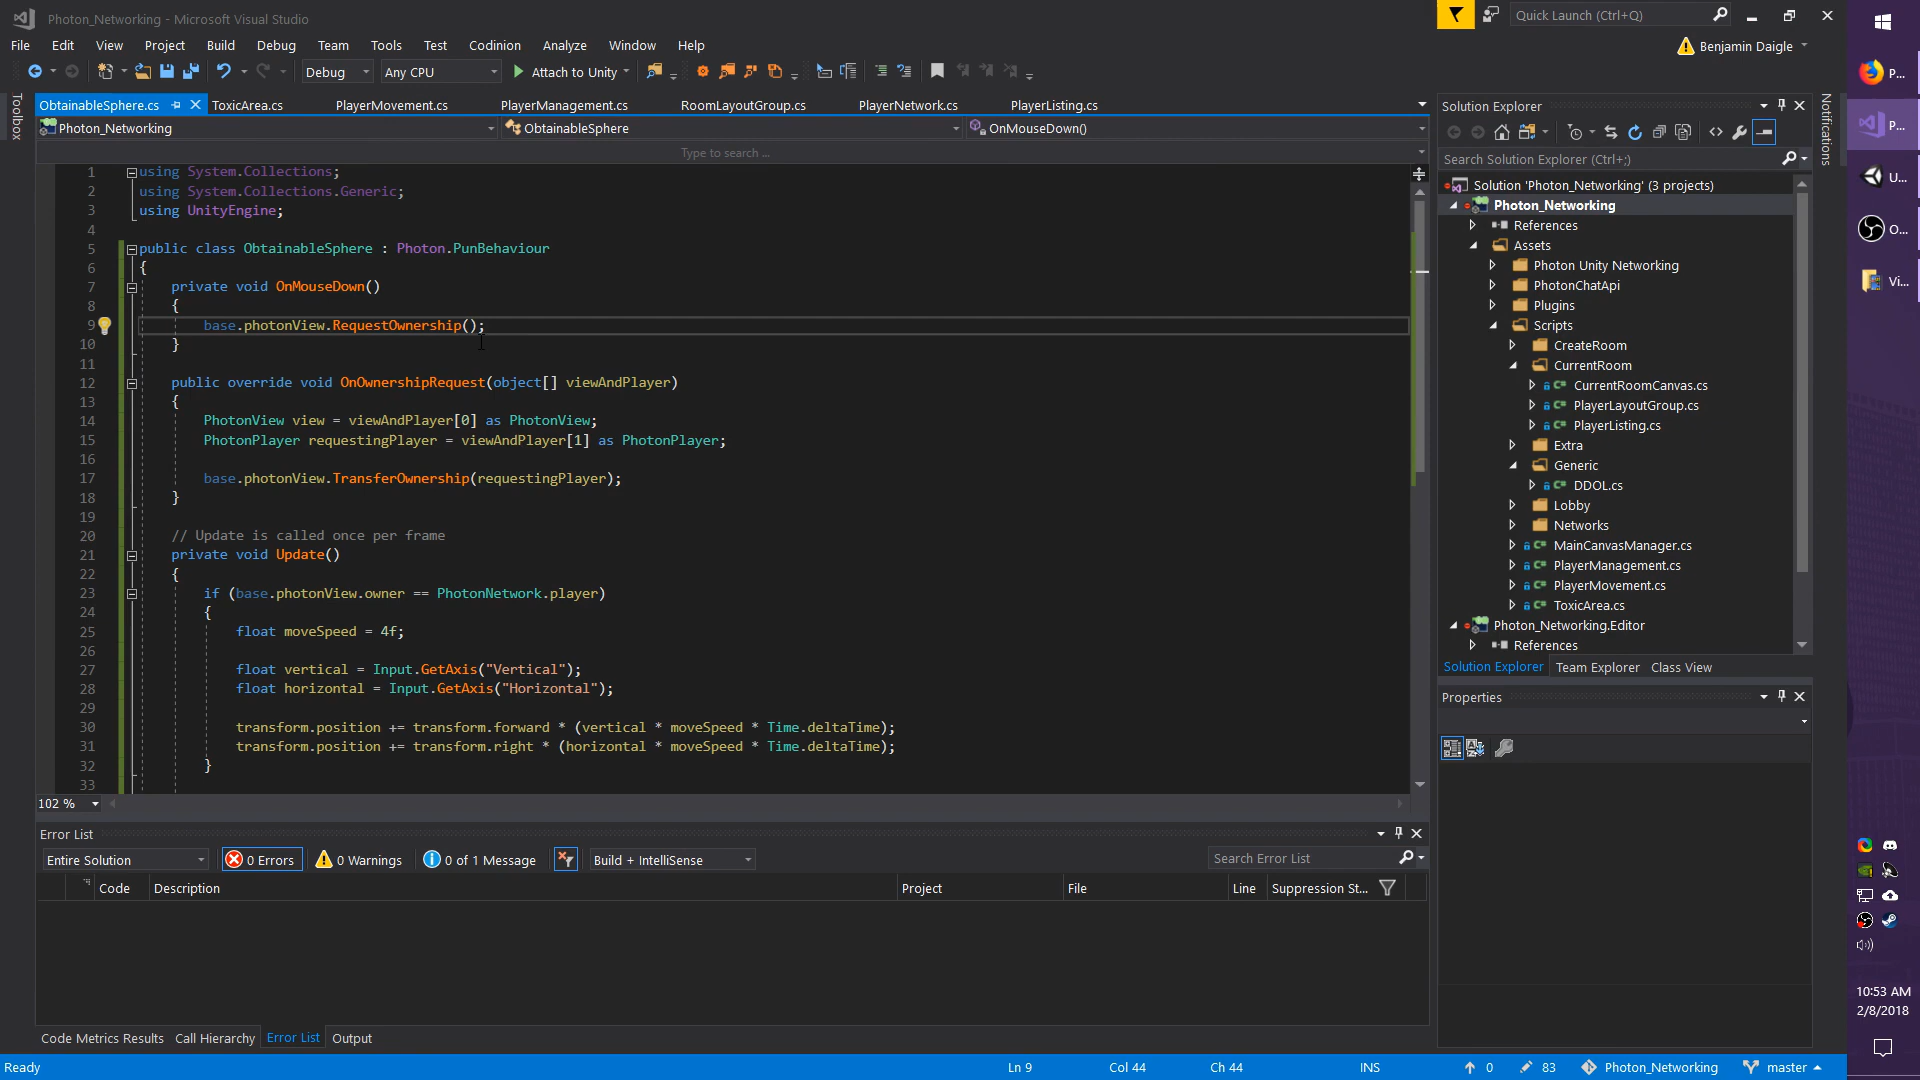 Photon_Networking - Microsoft Visual Studio
Quick Launch (Ctrl+Q)
File Edit View Project Build Debug Team Tools Test Codinion Analyze Window Help
Benjamin Daigle
Debug Any CPU Attach to Unity
Toolbox
ObtainableSphere.cs ToxicArea.cs PlayerMovement.cs PlayerManagement.cs RoomLayoutGroup.cs PlayerNetwork.cs PlayerListing.cs
Photon_Networking ObtainableSphere OnMouseDown()
Type to search ...
1 using System.Collections;
2 using System.Collections.Generic;
3 using UnityEngine;
4
5 public class ObtainableSphere : Photon.PunBehaviour
6 {
7 private void OnMouseDown()
8 {
9 base.photonView.RequestOwnership();
10 }
11
12 public override void OnOwnershipRequest(object[] viewAndPlayer)
13 {
14 PhotonView view = viewAndPlayer[0] as PhotonView;
15 PhotonPlayer requestingPlayer = viewAndPlayer[1] as PhotonPlayer;
16
17 base.photonView.TransferOwnership(requestingPlayer);
18 }
19
20 // Update is called once per frame
21 private void Update()
22 {
23 if (base.photonView.owner == PhotonNetwork.player)
24 {
25 float moveSpeed = 4f;
26
27 float vertical = Input.GetAxis("Vertical");
28 float horizontal = Input.GetAxis("Horizontal");
29
30 transform.position += transform.forward * (vertical * moveSpeed * Time.deltaTime);
31 transform.position += transform.right * (horizontal * moveSpeed * Time.deltaTime);
32 }
33
102 %
Error List
Entire Solution 0 Errors 0 Warnings 0 of 1 Message Build + IntelliSense Search Error List
Code Description Project File Line Suppression St...
Code Metrics Results Call Hierarchy Error List Output
Ready Ln 9 Col 44 Ch 44 INS 0 83 Photon_Networking master
Solution Explorer
Search Solution Explorer (Ctrl+;)
Solution 'Photon_Networking' (3 projects)
Photon_Networking
References
Assets
Photon Unity Networking
PhotonChatApi
Plugins
Scripts
CreateRoom
CurrentRoom
CurrentRoomCanvas.cs
PlayerLayoutGroup.cs
PlayerListing.cs
Extra
Generic
DDOL.cs
Lobby
Networks
MainCanvasManager.cs
PlayerManagement.cs
PlayerMovement.cs
ToxicArea.cs
Photon_Networking.Editor
References
Solution Explorer Team Explorer Class View
Properties
Notifications
P...
P...
U...
O...
Vi...
10:53 AM
2/8/2018